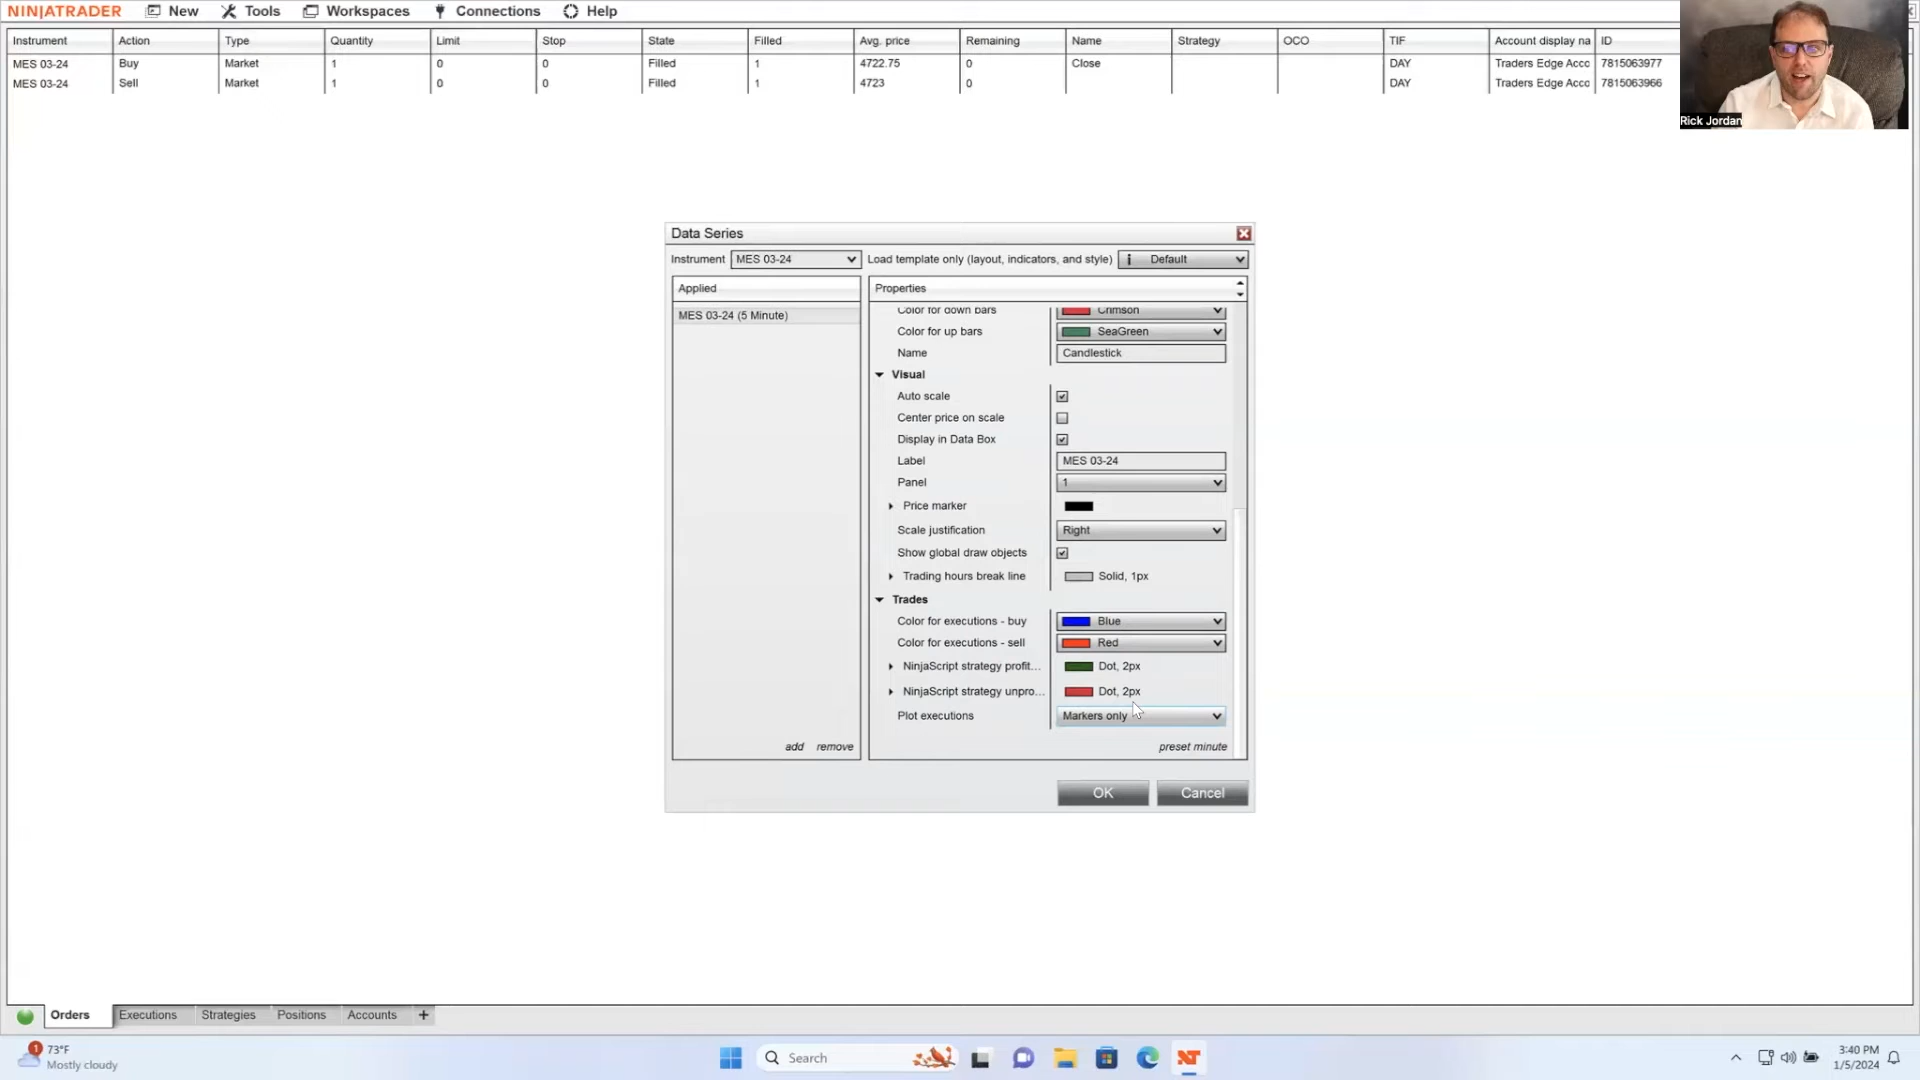 NINJATRADER New Tools Workspaces Connections Help
Instrument Action Type Quantity Limit Stop State Filled Avg. price Remaining Name Strategy OCO TIF Account display na ID
MES 03-24 Buy Market 1 0 0 Filled 1 4722.75 0 Close DAY Traders Edge Accc 7815063977
MES 03-24 Sell Market 1 0 0 Filled 1 4723 0 DAY Traders Edge Accc 7815063966
Rick Jordan
Data Series
Instrument MES 03-24 Load template only (layout, indicators, and style) Default
Applied Properties
MES 03-24 (5 Minute)
Color for down bars Crimson
Color for up bars SeaGreen
Name Candlestick
Visual
Auto scale
Center price on scale
Display in Data Box
Label MES 03-24
Panel 1
Price marker
Scale justification Right
Show global draw objects
Trading hours break line Solid, 1px
Trades
Color for executions - buy Blue
Color for executions - sell Red
NinjaScript strategy profit... Dot, 2px
NinjaScript strategy unpro... Dot, 2px
Plot executions Markers only
add remove preset minute
OK Cancel
Orders Executions Strategies Positions Accounts +
1 73°F
Mostly cloudy
Search
3:40 PM
1/5/2024